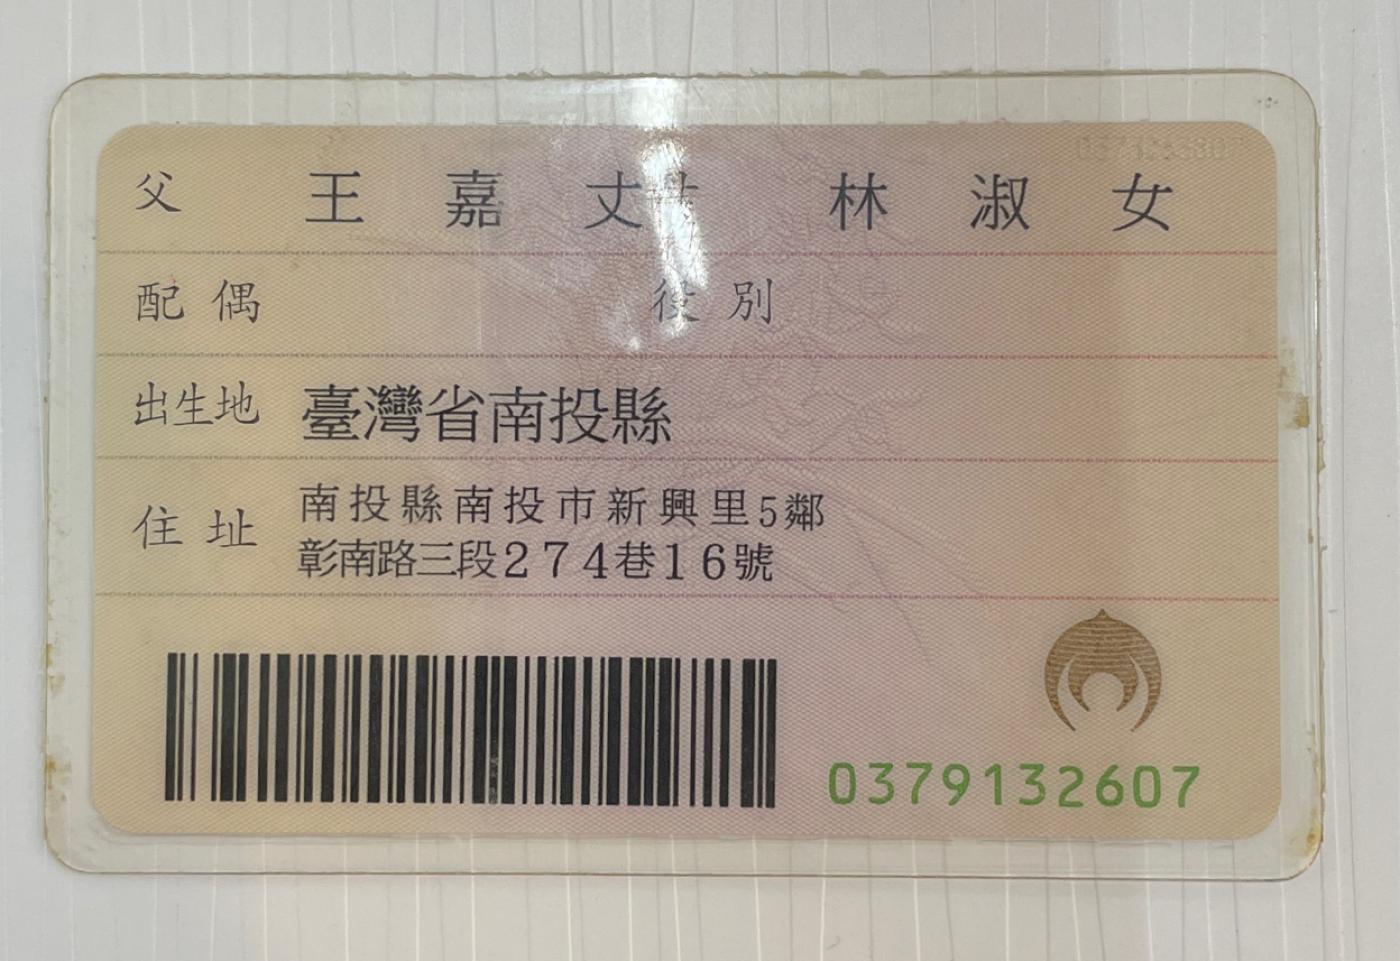 父 王嘉丈 林淑女
配偶 役別
出生地 臺灣省南投縣
住址 南投縣南投市新興里5鄰
彰南路三段274巷16號
0379132607